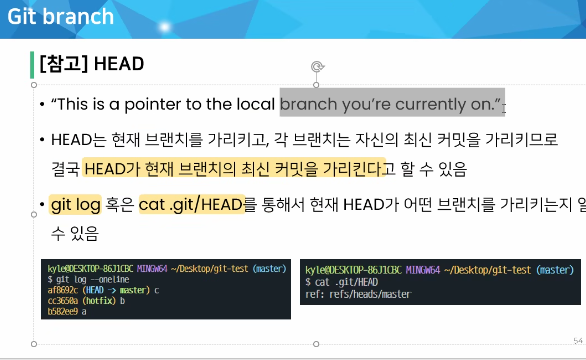 Git branch
[참고] HEAD
• “This is a pointer to the local branch you’re currently on.”
• HEAD는 현재 브랜치를 가리키고, 각 브랜치는 자신의 최신 커밋을 가리키므로
결국 HEAD가 현재 브랜치의 최신 커밋을 가리킨다고 할 수 있음
• git log 혹은 cat .git/HEAD를 통해서 현재 HEAD가 어떤 브랜치를 가리키는지 알
수 있음
kyle@DESKTOP-86J1CBC MINGW64 ~/Desktop/git-test (master)
$ git log --oneline
af8692c (HEAD -> master) c
cc3650a (hotfix) b
b582ee9 a
kyle@DESKTOP-86J1CBC MINGW64 ~/Desktop/git-test (master)
$ cat .git/HEAD
ref: refs/heads/master
54